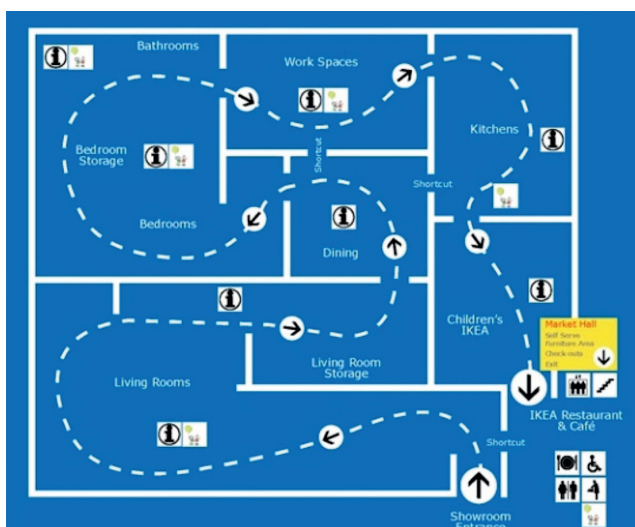 Bathrooms
Work Spaces
Kitchens
Bedroom
Storage
Shortcut
Shortcut
Bedrooms
Dining
Children's
IKEA
Market Hall
Self Serve
Furniture Area
Check-outs
Exit
Living Room
Storage
Living Rooms
IKEA Restaurant
& Café
Shortcut
Showroom
Entrance